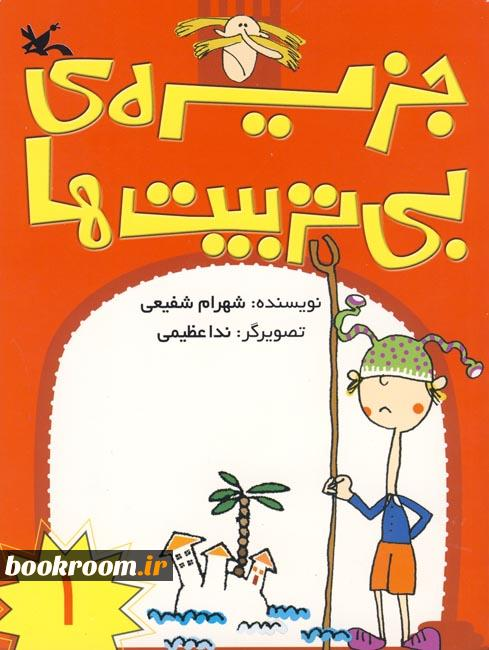 جزیره‌ی
بی‌تربیت‌ها
نویسنده: شهرام شفیعی
تصویرگر: ندا عظیمی
bookroom.ir
۱